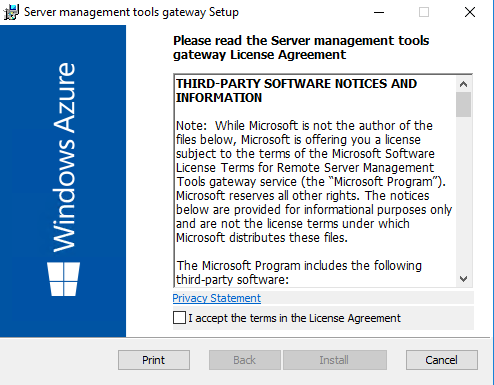 Server management tools gateway Setup
Please read the Server management tools
gateway License Agreement
THIRD-PARTY SOFTWARE NOTICES AND
INFORMATION
Note:  While Microsoft is not the author of the
files below, Microsoft is offering you a license
subject to the terms of the Microsoft Software
License Terms for Remote Server Management
Tools gateway service (the “Microsoft Program”).
Microsoft reserves all other rights. The notices
below are provided for informational purposes only
and are not the license terms under which
Microsoft distributes these files.
The Microsoft Program includes the following
third-party software:
Privacy Statement
I accept the terms in the License Agreement
Windows Azure
Print
Back
Install
Cancel